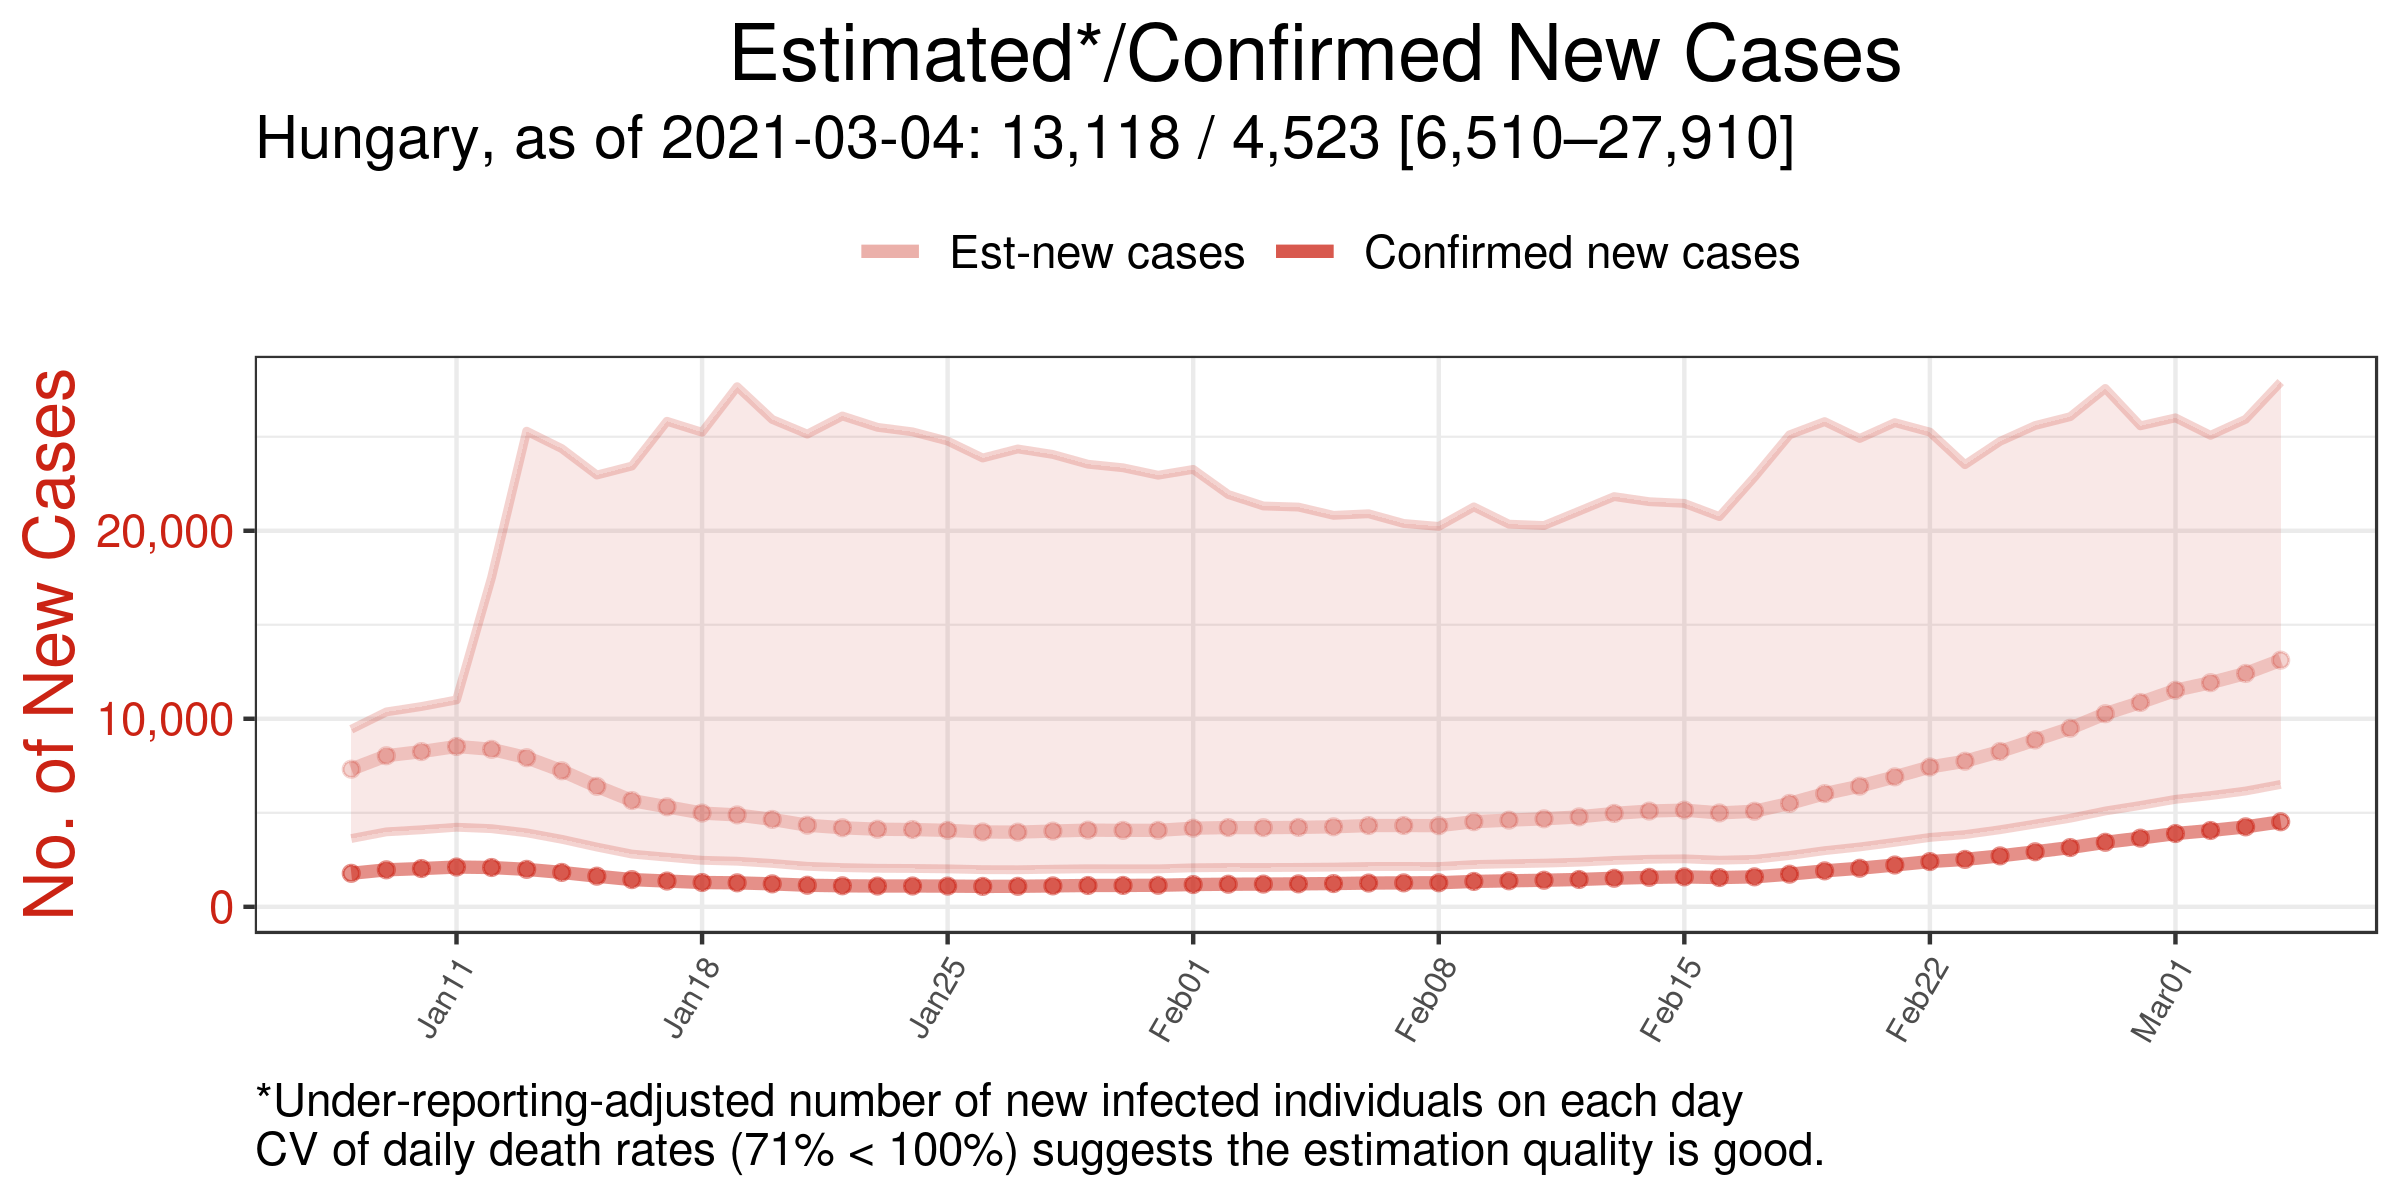 Estimated*/Confirmed New Cases
Hungary, as of 2021-03-04: 13,118 / 4,523 [6,510–27,910]
Est-new cases
Confirmed new cases
No. of New Cases
20,000
10,000
0
Jan11
Jan18
Jan25
Feb01
Feb08
Feb15
Feb22
Mar01
*Under-reporting-adjusted number of new infected individuals on each day
CV of daily death rates (71% < 100%) suggests the estimation quality is good.